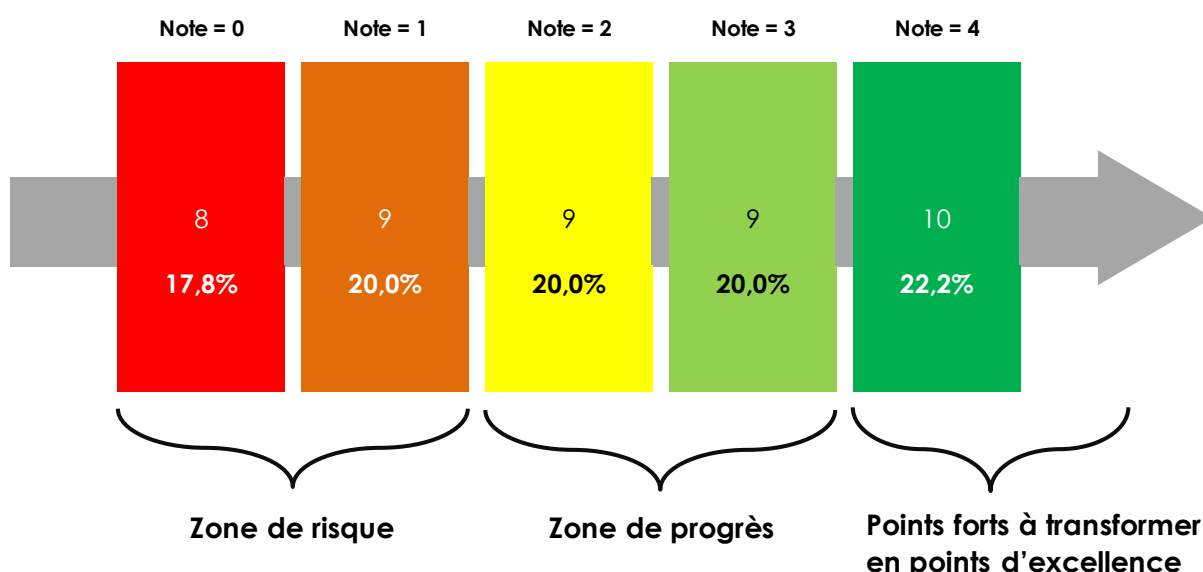 Note = 0 Note = 1 Note = 2 Note = 3 Note = 4
8 9 9 9 10
17,8% 20,0% 20,0% 20,0% 22,2%
Zone de risque Zone de progrès Points forts à transformer
en points d’excellence